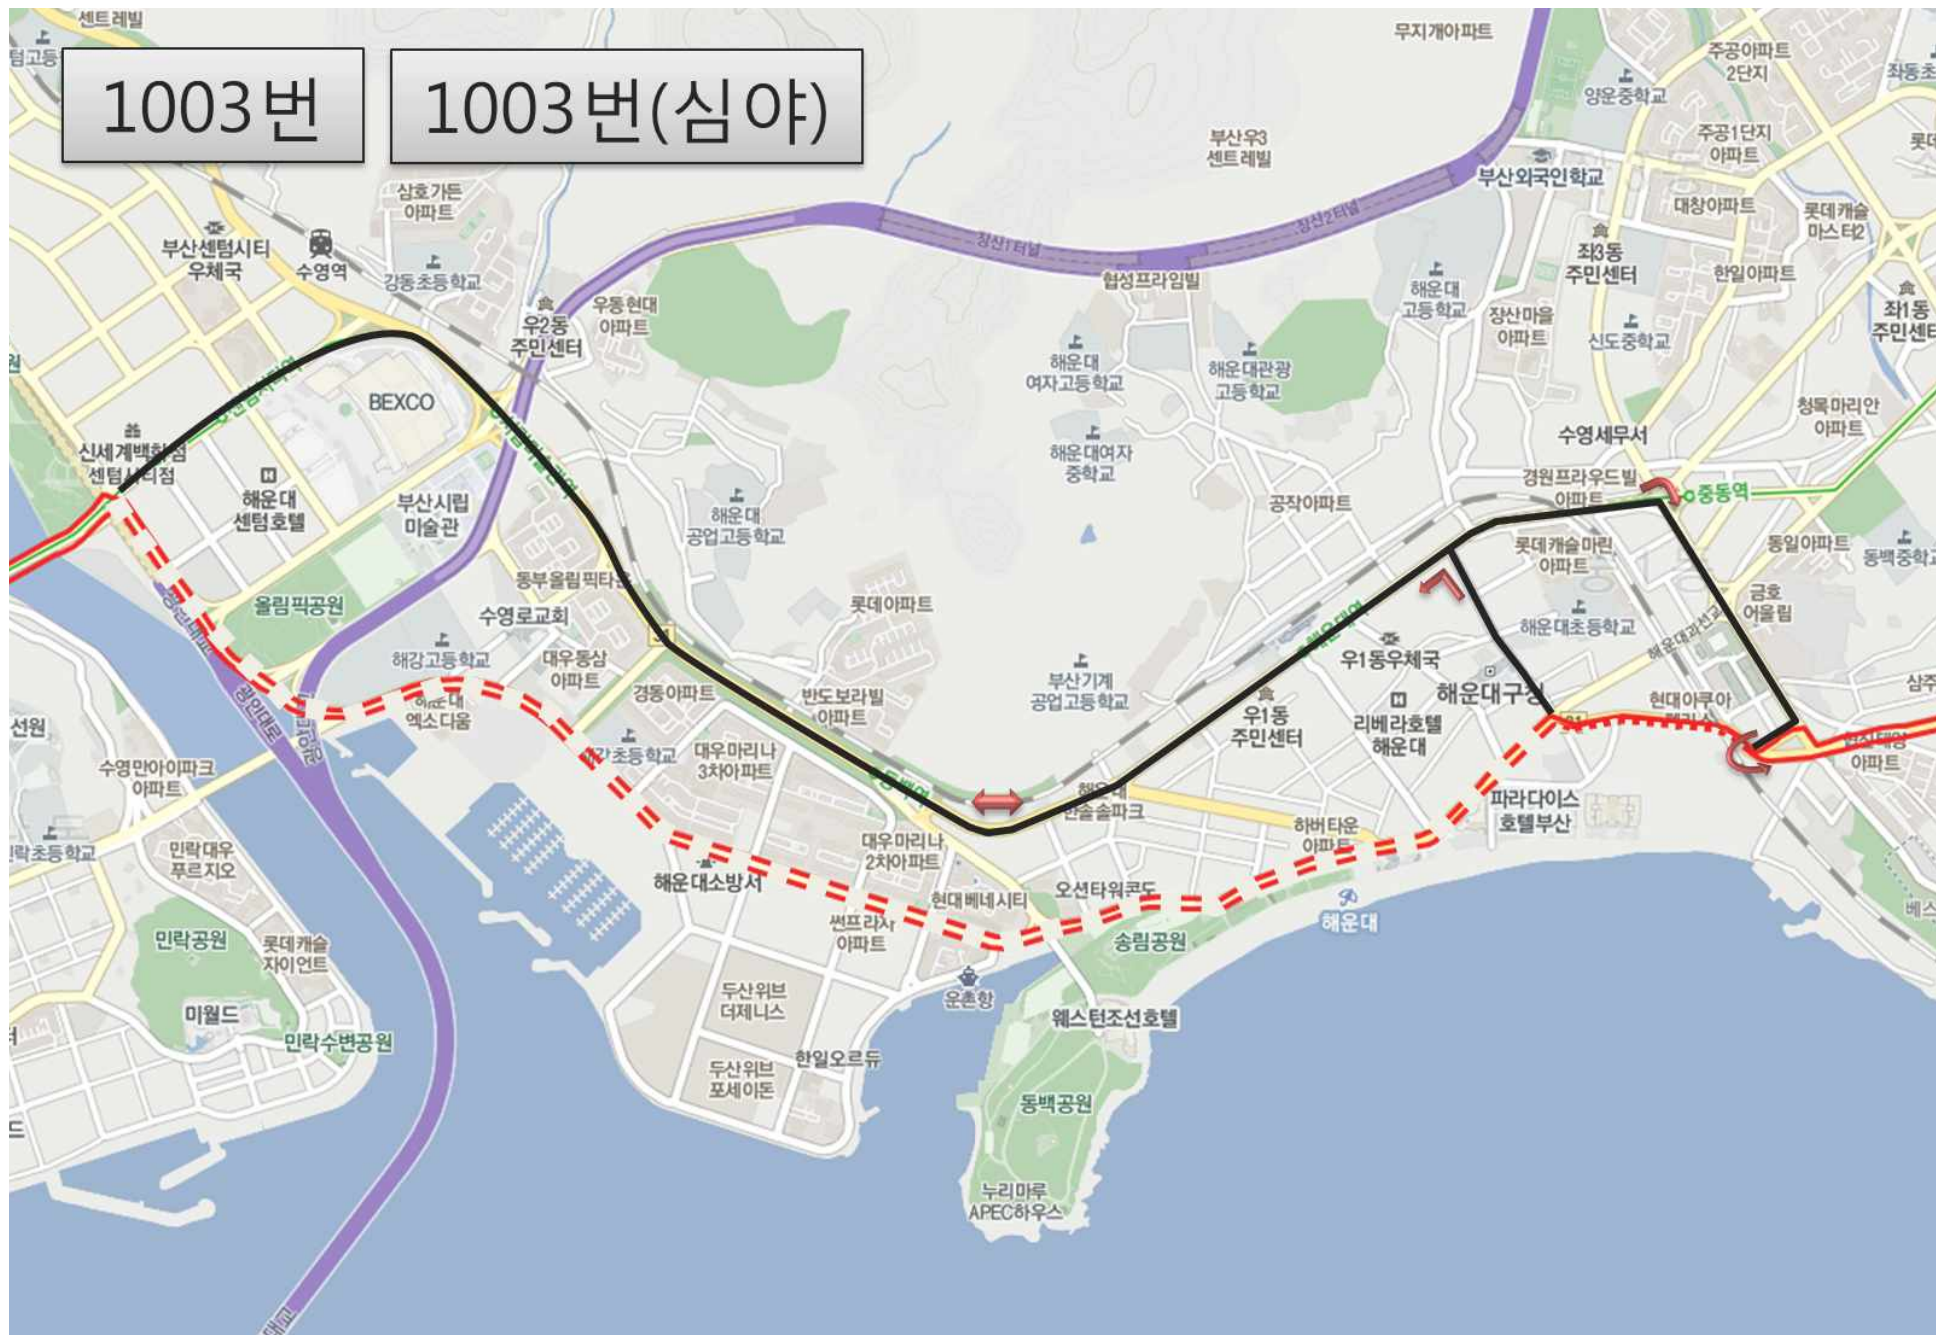 1003번
1003번(심야)
센트레빌
무지개아파트
주공아파트
2단지
양운중학교
주공1단지
아파트
부산우3
센트레빌
부산외국인학교
삼호가든
아파트
대창아파트
롯데캐슬
마스터2
부산센텀시티
우체국
수영역
강동초등학교
장산1터널
장산2터널
협성프라임빌
좌3동
주민센터
한일아파트
해운대
고등학교
우동현대
아파트
우2동
주민센터
장산마을
아파트
신도중학교
좌1동
주민센터
해운대
여자고등학교
해운대관광
고등학교
BEXCO
청목마리안
아파트
수영세무서
해운대여자
중학교
해운대
센텀호텔
부산시립
미술관
해운대
공업고등학교
공작아파트
경원프라우드빌
아파트
중동역
롯데캐슬마린
아파트
동일아파트
동백중학교
동부올림픽타운
올림픽공원
수영로교회
롯데아파트
금호
어울림
해운대초등학교
해운대역
해운대과선교
해강고등학교
대우동삼
아파트
우1동우체국
부산기계
공업고등학교
경동아파트
반도보라빌
아파트
해운대구청
현대아쿠아
우1동
주민센터
리베라호텔
해운대
엑소디움
광안대로
수영만아이파크
아파트
대우마리나
3차아파트
동백역
파라다이스
호텔부산
하버타운
아파트
민락대우
푸르지오
대우마리나
2차아파트
해운대소방서
현대베네시티
오션타워콘도
썬프라자
아파트
해운대
송림공원
민락공원
롯데캐슬
자이언트
운촌항
두산위브
더제니스
웨스턴조선호텔
미월드
민락수변공원
한일오르듀
두산위브
포세이돈
동백공원
누리마루
APEC하우스